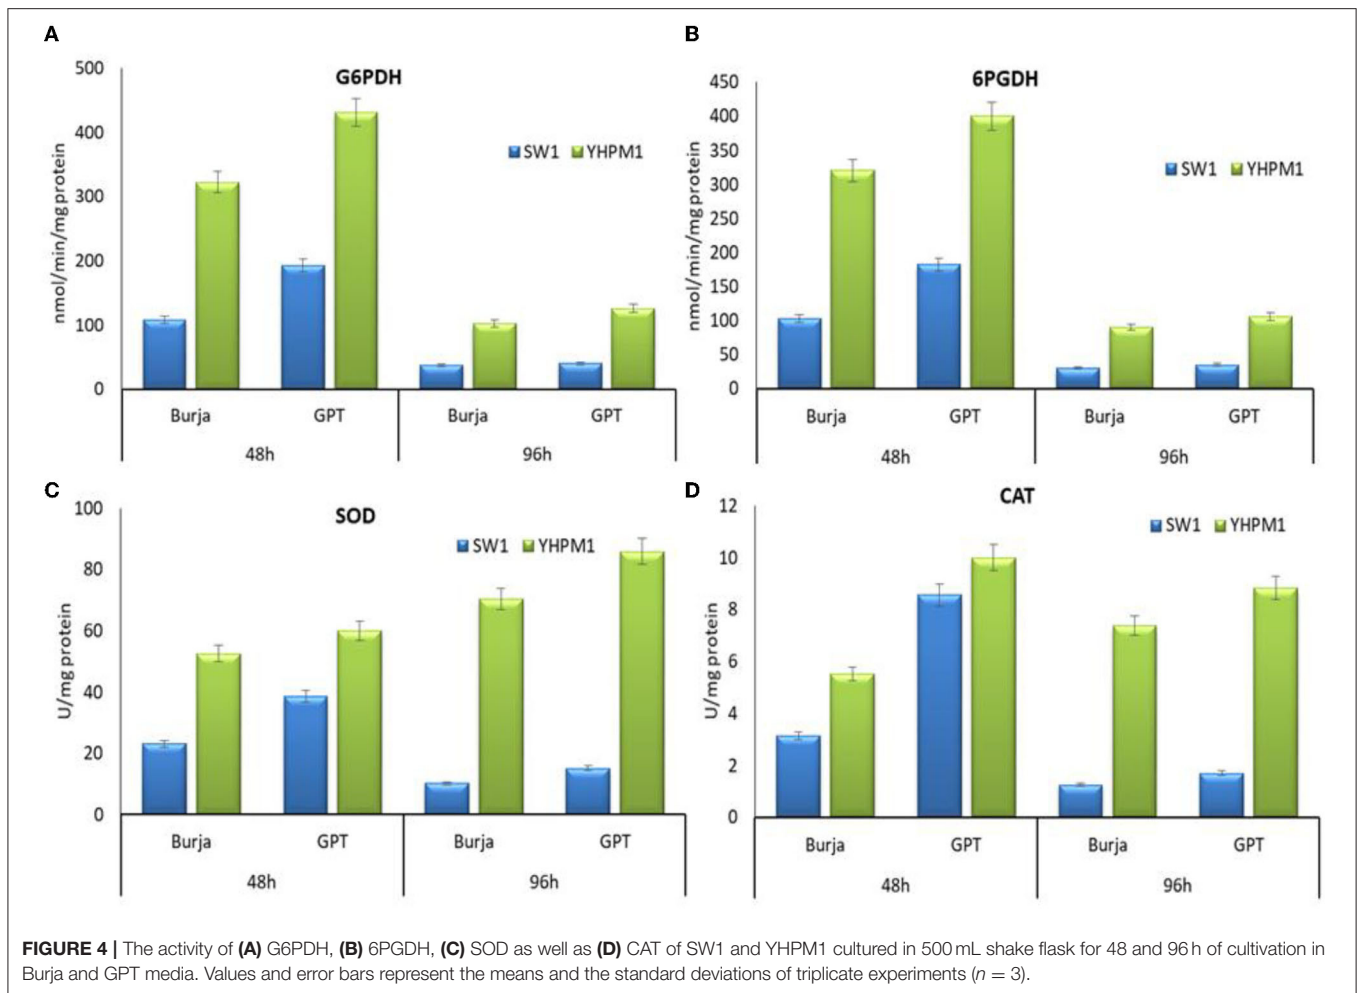 A
G6PDH
500
400
300
200
100
0
nmol/min/mg protein
SW1 YHPM1
Burja GPT Burja GPT
48h 96h
B
6PGDH
450
400
350
300
250
200
150
100
50
0
nmol/min/mg protein
SW1 YHPM1
Burja GPT Burja GPT
48h 96h
C
SOD
100
80
60
40
20
0
U/mg protein
SW1 YHPM1
Burja GPT Burja GPT
48h 96h
D
CAT
12
10
8
6
4
2
0
U/mg protein
SW1 YHPM1
Burja GPT Burja GPT
48h 96h
FIGURE 4 | The activity of (A) G6PDH, (B) 6PGDH, (C) SOD as well as (D) CAT of SW1 and YHPM1 cultured in 500 mL shake flask for 48 and 96 h of cultivation in
Burja and GPT media. Values and error bars represent the means and the standard deviations of triplicate experiments (n = 3).